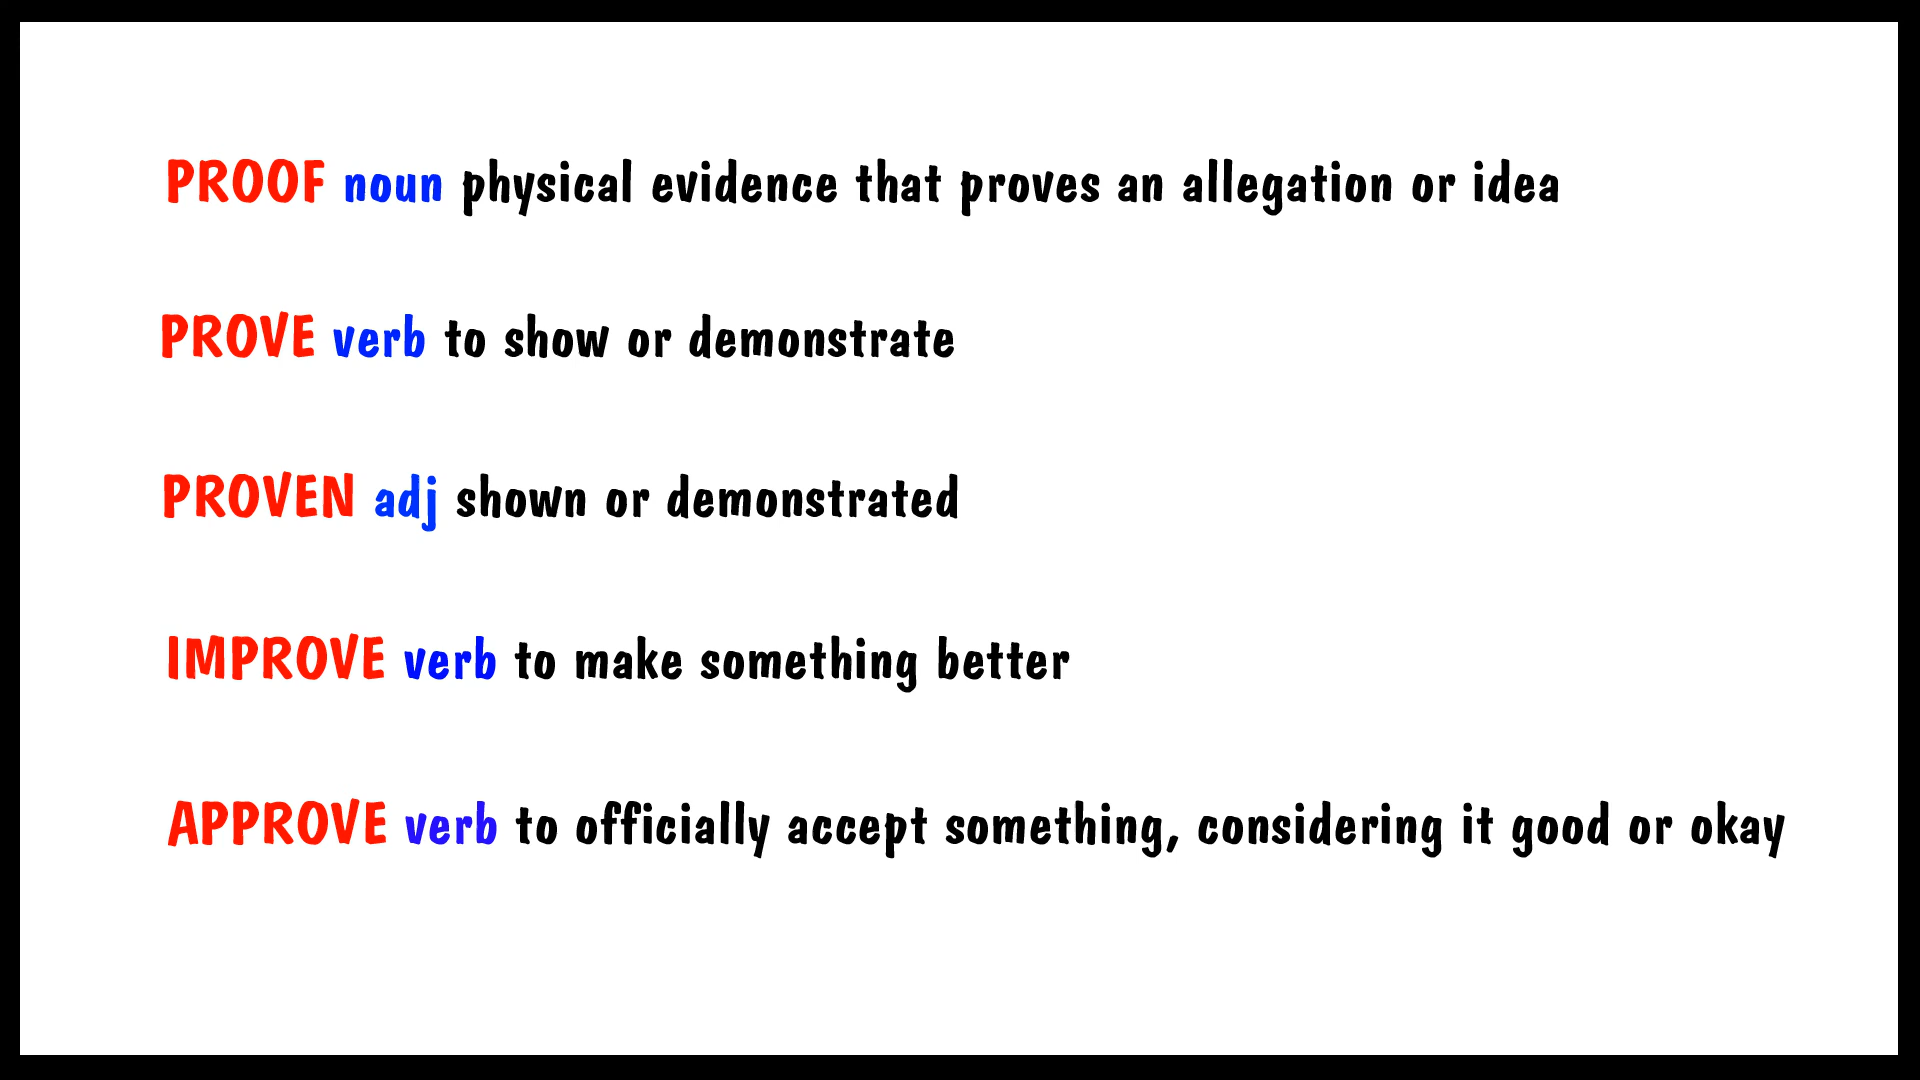 PROOF noun physical evidence that proves an allegation or idea
PROVE verb to show or demonstrate
PROVEN adj shown or demonstrated
IMPROVE verb to make something better
APPROVE verb to officially accept something, considering it good or okay